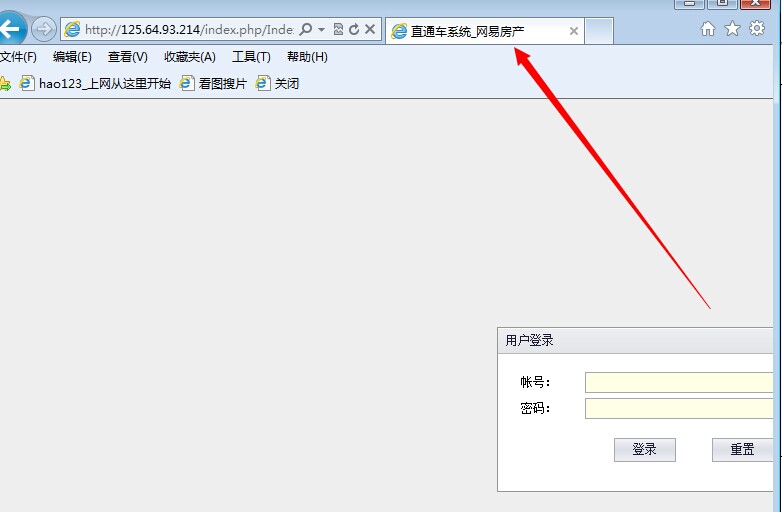 http://125.64.93.214/index.php/Inde 直通车系统_网易房产
文件(F) 编辑(E) 查看(V) 收藏夹(A) 工具(T) 帮助(H)
hao123_上网从这里开始 看图搜片 关闭
用户登录
帐号：
密码：
登录 重置